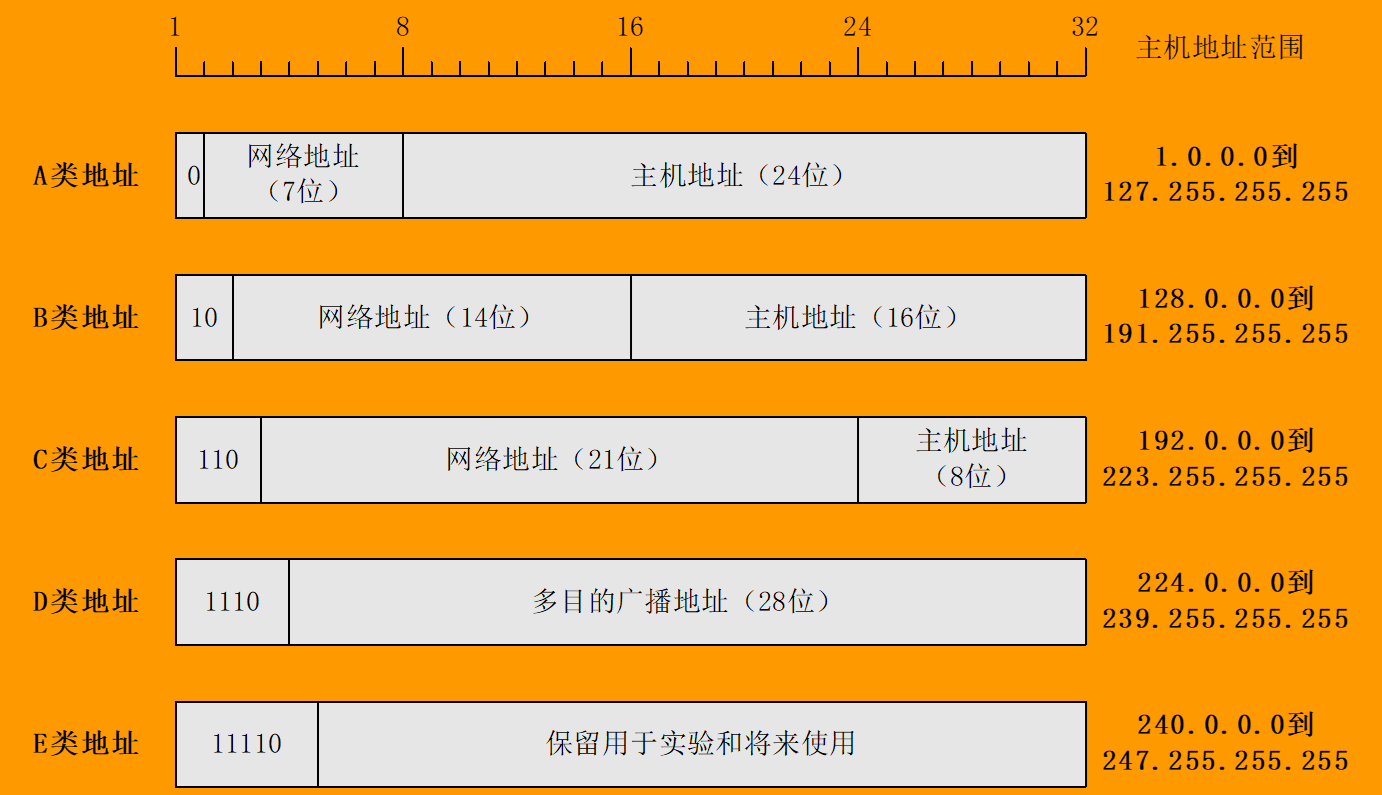 1 8 16 24 32 主机地址范围
A类地址
0
网络地址
（7位）
主机地址（24位）
1.0.0.0到
127.255.255.255
B类地址
10
网络地址（14位）
主机地址（16位）
128.0.0.0到
191.255.255.255
C类地址
110
网络地址（21位）
主机地址
（8位）
192.0.0.0到
223.255.255.255
D类地址
1110
多目的广播地址（28位）
224.0.0.0到
239.255.255.255
E类地址
11110
保留用于实验和将来使用
240.0.0.0到
247.255.255.255